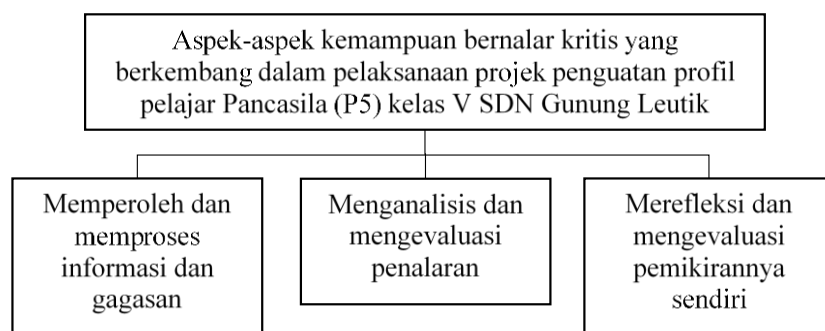 Aspek-aspek kemampuan bernalar kritis yang
berkembang dalam pelaksanaan projek penguatan profil
pelajar Pancasila (P5) kelas V SDN Gunung Leutik
Memperoleh dan
memproses
informasi dan
gagasan
Menganalisis dan
mengevaluasi
penalaran
Merefleksi dan
mengevaluasi
pemikirannya
sendiri